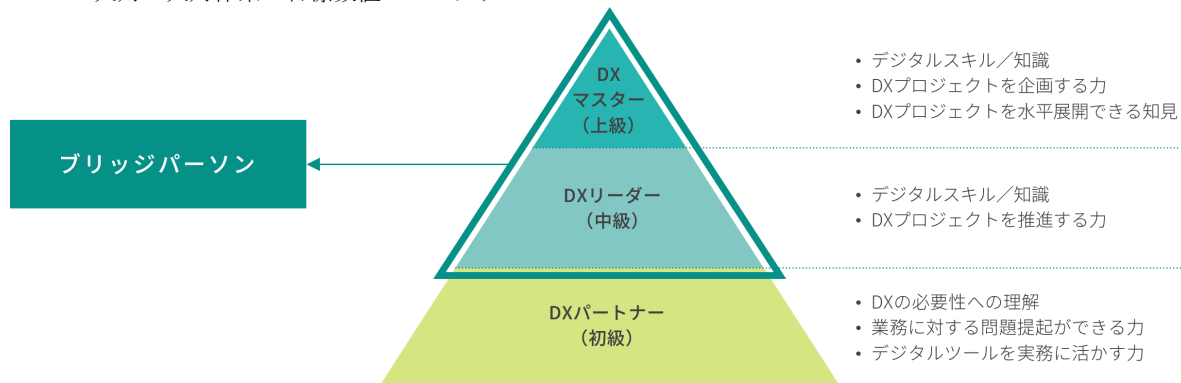 DX
マスター
（上級）
・デジタルスキル／知識
・DXプロジェクトを企画する力
・DXプロジェクトを水平展開できる知見
ブリッジパーソン
DXリーダー
（中級）
・デジタルスキル／知識
・DXプロジェクトを推進する力
DXパートナー
（初級）
・DXの必要性への理解
・業務に対する問題提起ができる力
・デジタルツールを実務に活かす力